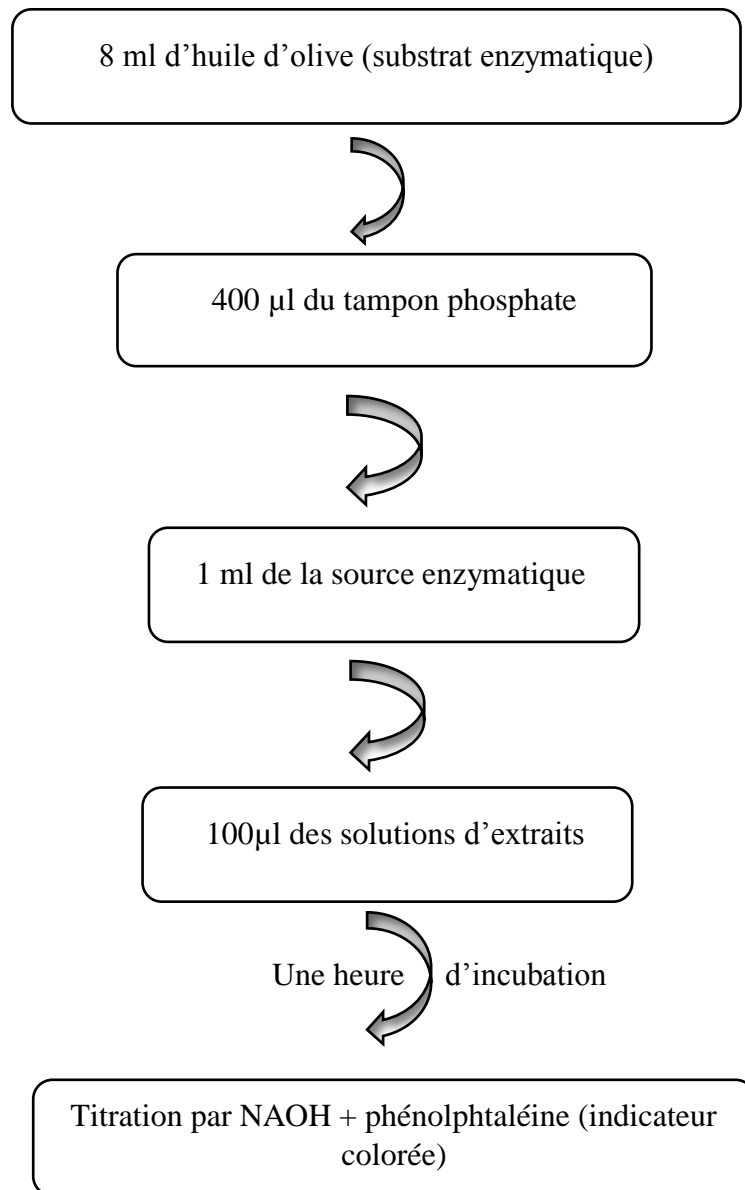 8 ml d’huile d’olive (substrat enzymatique)
400 µl du tampon phosphate
1 ml de la source enzymatique
100µl des solutions d’extraits
Une heure d’incubation
Titration par NAOH + phénolphtaléine (indicateur
colorée)